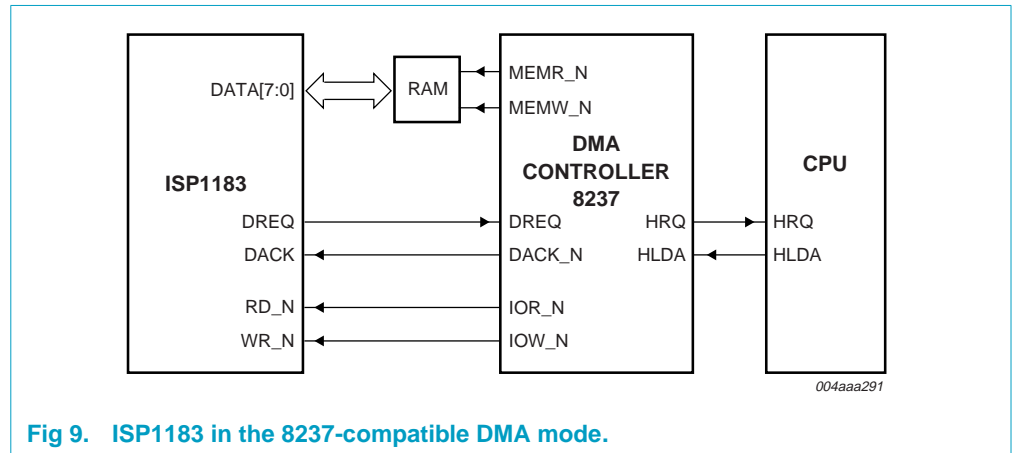 DATA[7:0]
RAM
MEMR_N
MEMW_N
DMA
CONTROLLER
8237
CPU
ISP1183
DREQ
DREQ
HRQ
HRQ
DACK
DACK_N
HLDA
HLDA
RD_N
IOR_N
WR_N
IOW_N
004aaa291
Fig 9. ISP1183 in the 8237-compatible DMA mode.